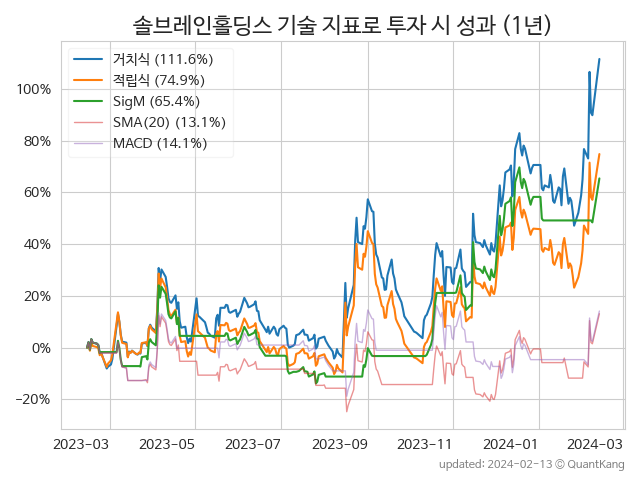 솔브레인홀딩스 기술 지표로 투자 시 성과 (1년)
거치식 (111.6%)
적립식 (74.9%)
SigM (65.4%)
SMA(20) (13.1%)
MACD (14.1%)
100%
80%
60%
40%
20%
0%
−20%
2023−03 2023−05 2023−07 2023−09 2023−11 2024−01 2024−03
updated: 2024−02−13 © QuantKang